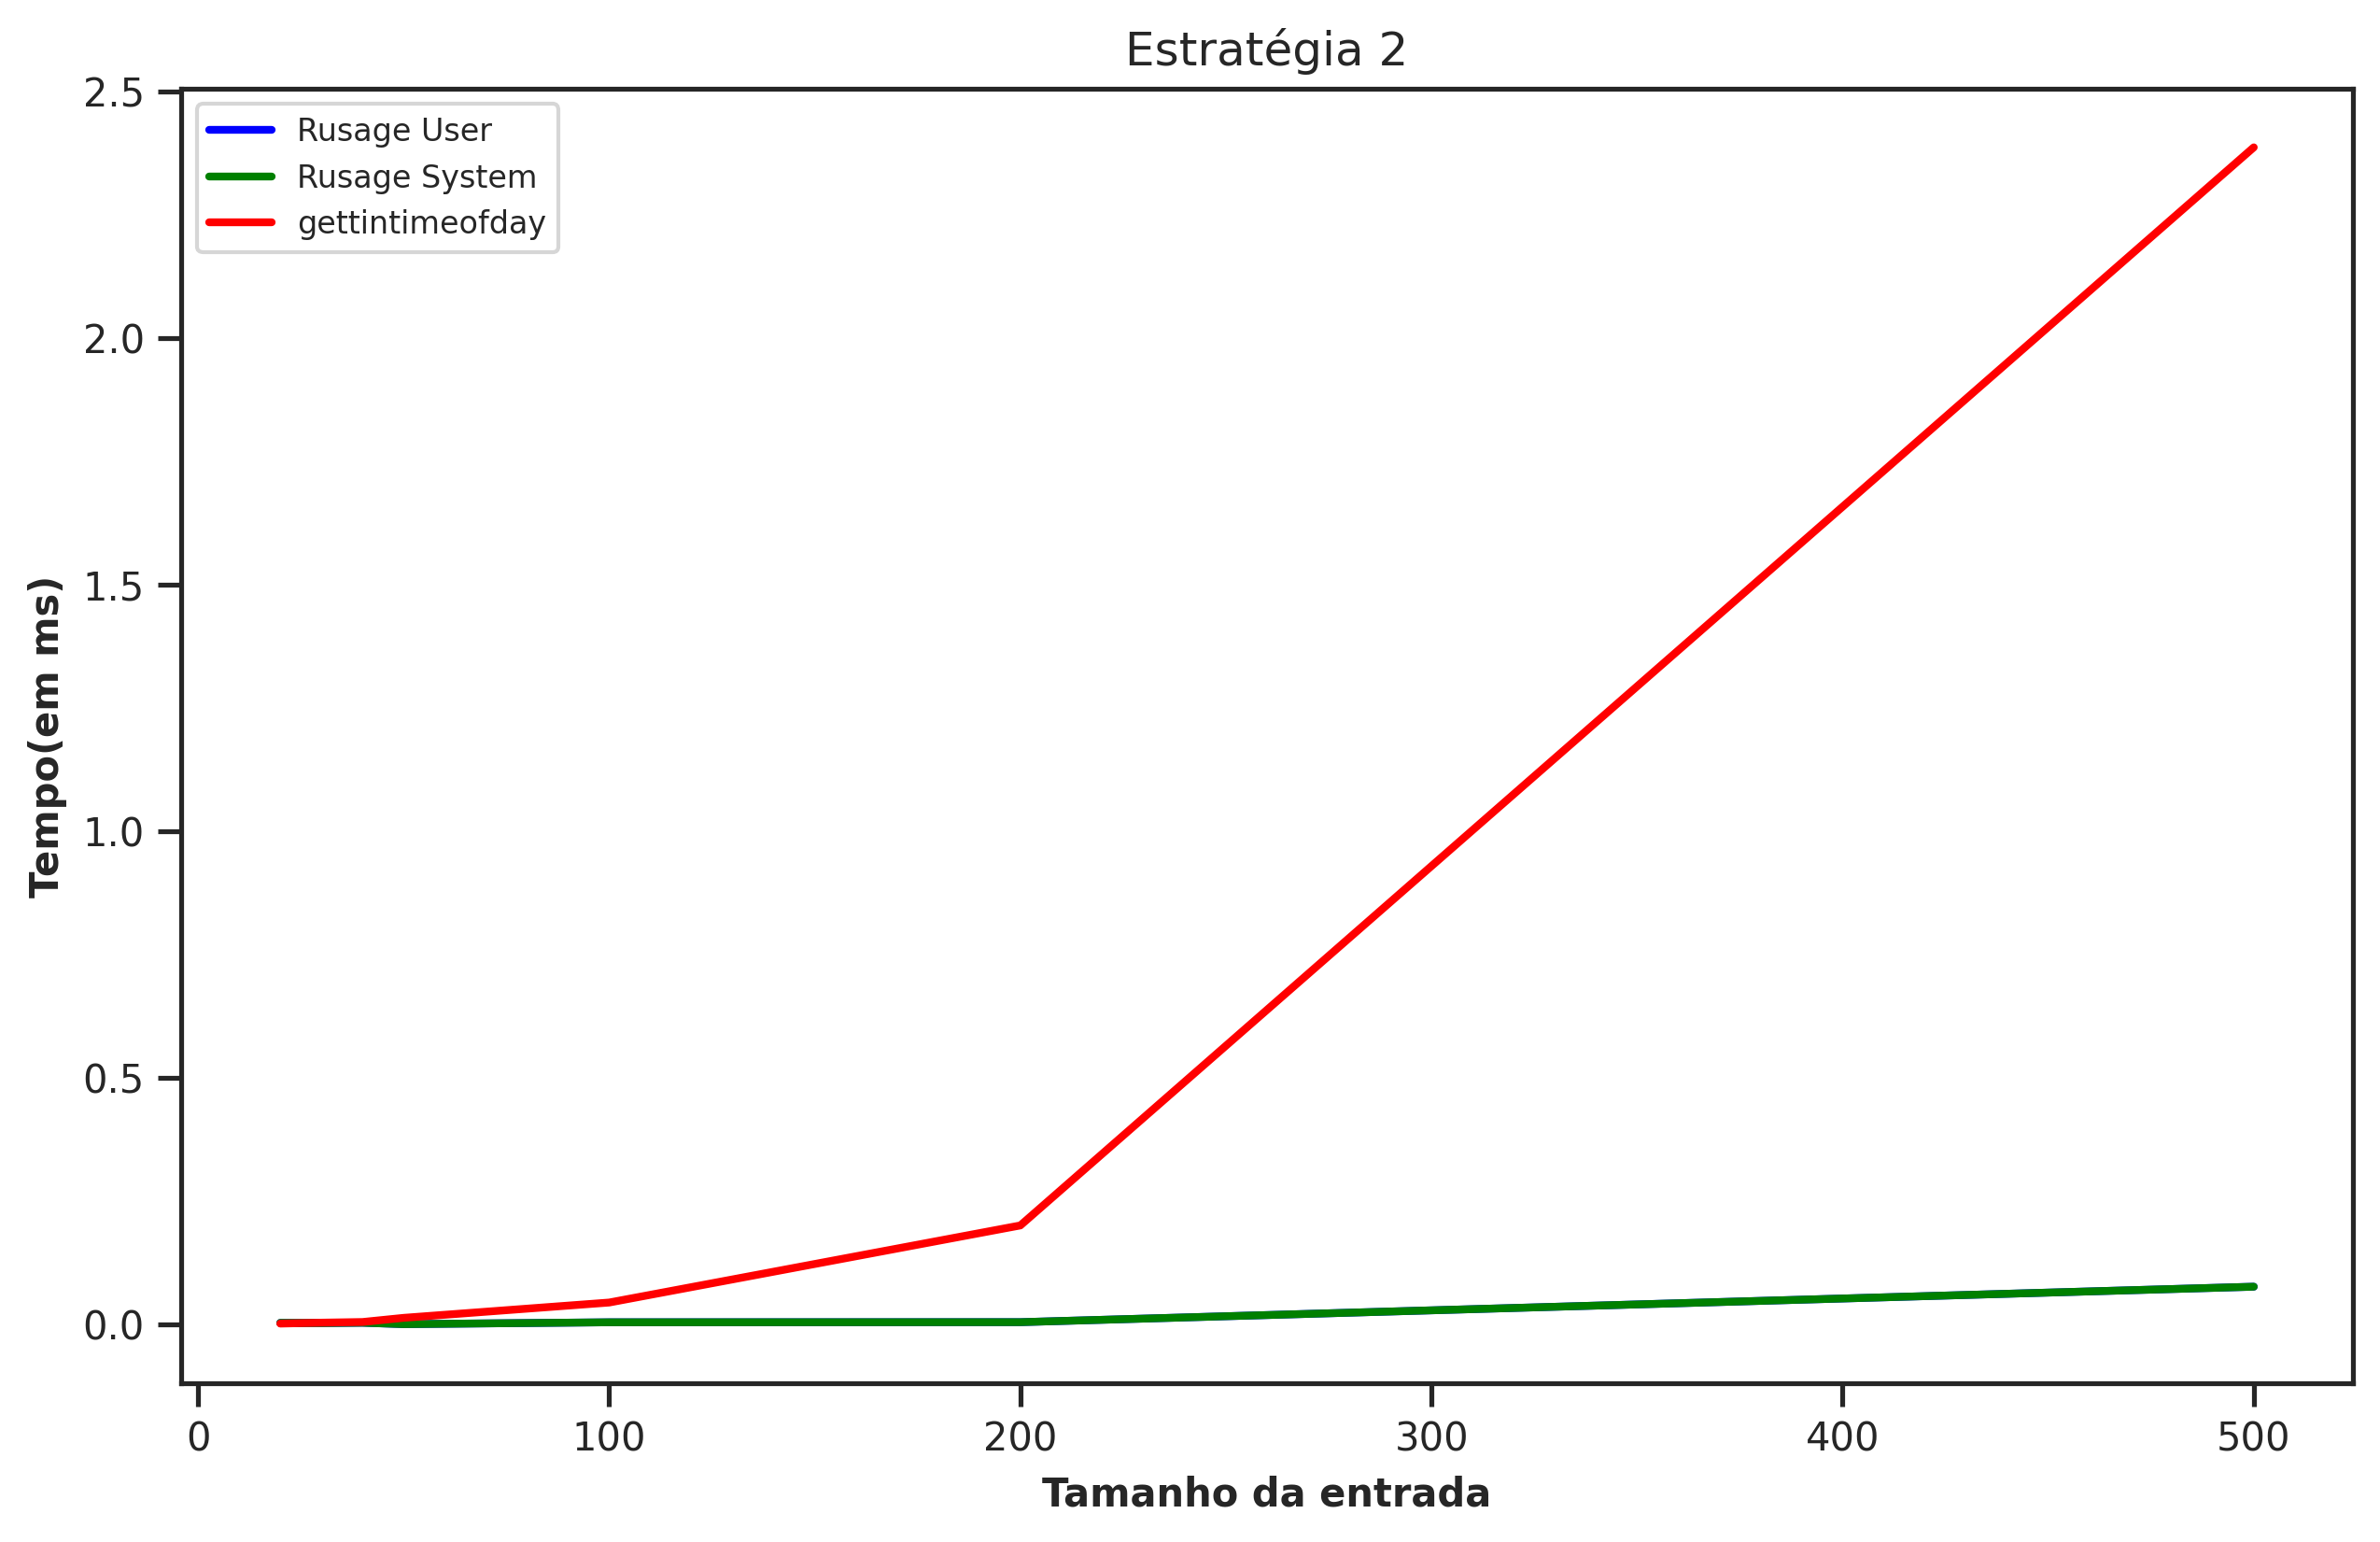 Estratégia 2
Rusage User
Rusage System
gettintimeofday
2.5
2.0
1.5
1.0
0.5
0.0
Tempo(em ms)
0 100 200 300 400 500
Tamanho da entrada